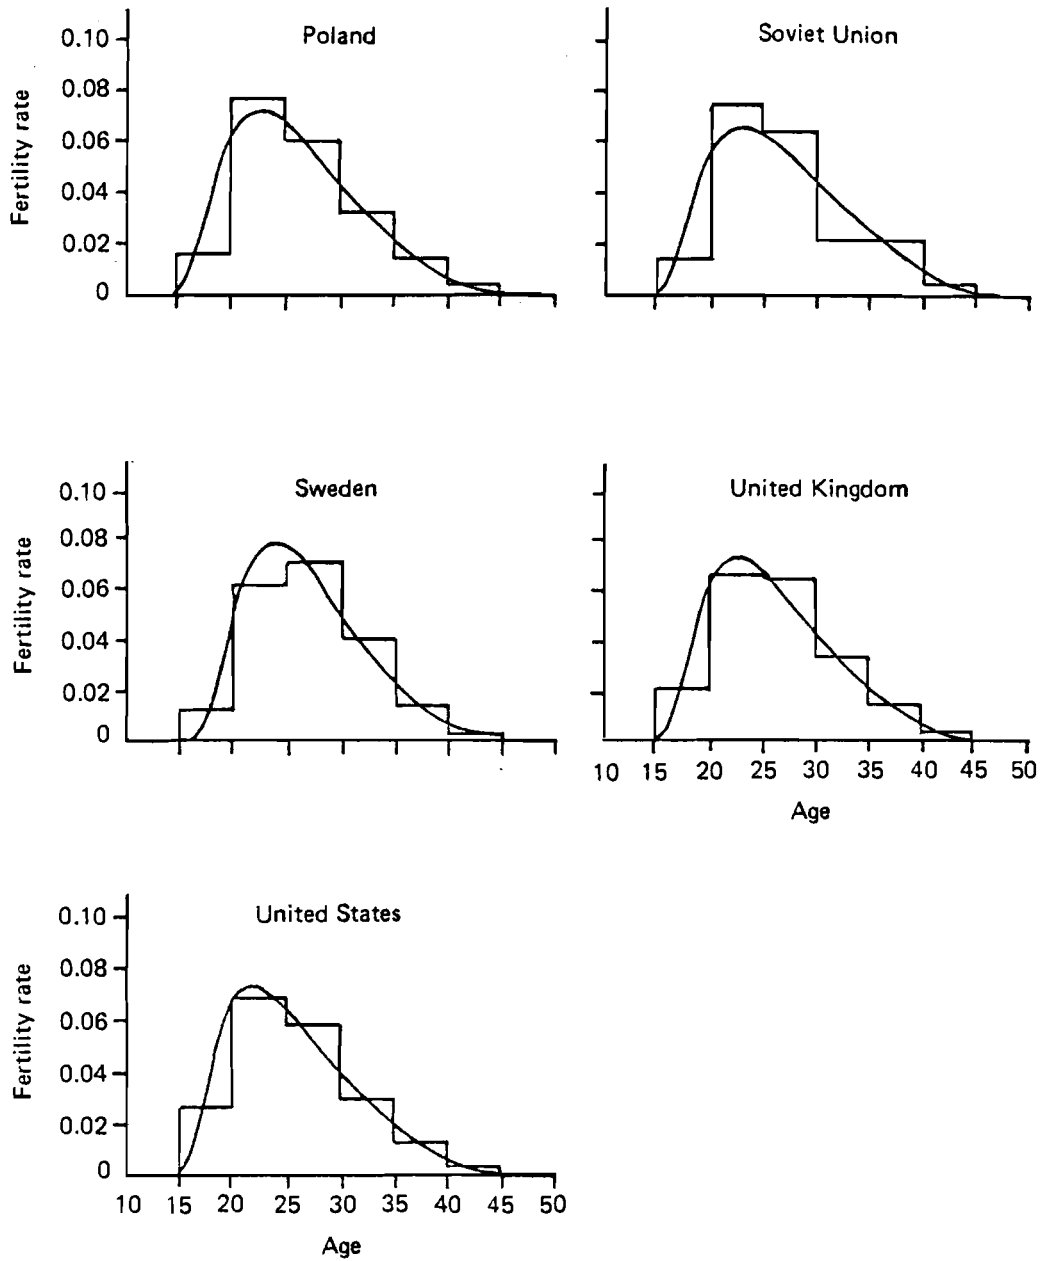 Poland
Soviet Union
Fertility rate
0.10
0.08
0.06
0.04
0.02
0
Sweden
United Kingdom
Fertility rate
0.10
0.08
0.06
0.04
0.02
0
10 15 20 25 30 35 40 45 50
Age
United States
Fertility rate
0.10
0.08
0.06
0.04
0.02
0
10 15 20 25 30 35 40 45 50
Age